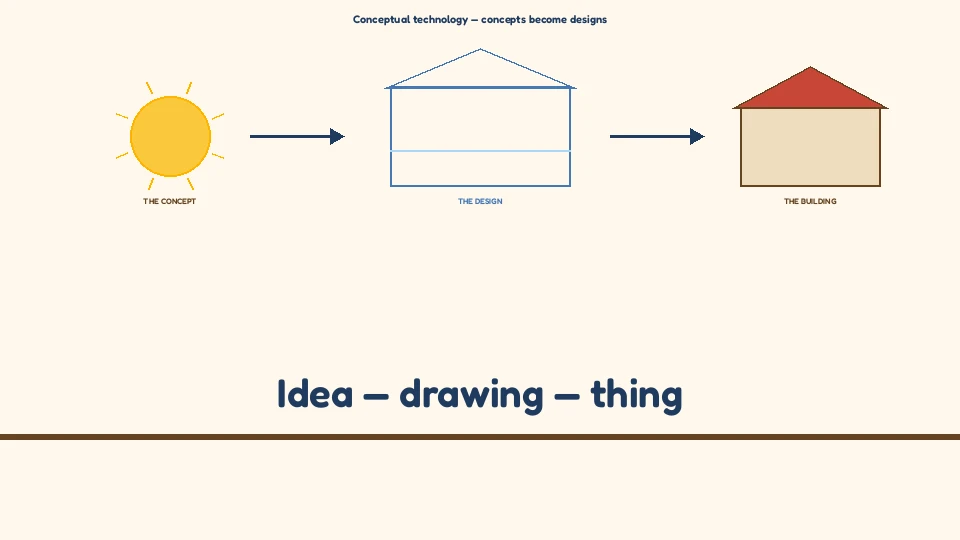 Conceptual technology — concepts become designs
THE CONCEPT
THE DESIGN
THE BUILDING
Idea — drawing — thing